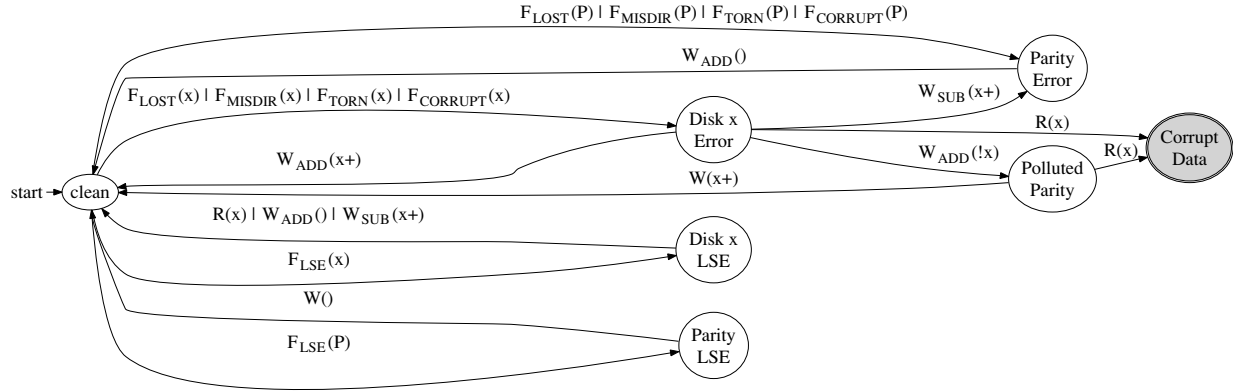 F_LOST(P) | F_MISDIR(P) | F_TORN(P) | F_CORRUPT(P)
W_ADD()
Parity
Error
F_LOST(x) | F_MISDIR(x) | F_TORN(x) | F_CORRUPT(x)
W_SUB(x+)
Disk x
Error
R(x)
Corrupt
Data
W_ADD(x+)
W_ADD(!x)
R(x)
start
clean
W(x+)
Polluted
Parity
R(x) | W_ADD() | W_SUB(x+)
Disk x
LSE
F_LSE(x)
W()
Parity
LSE
F_LSE(P)